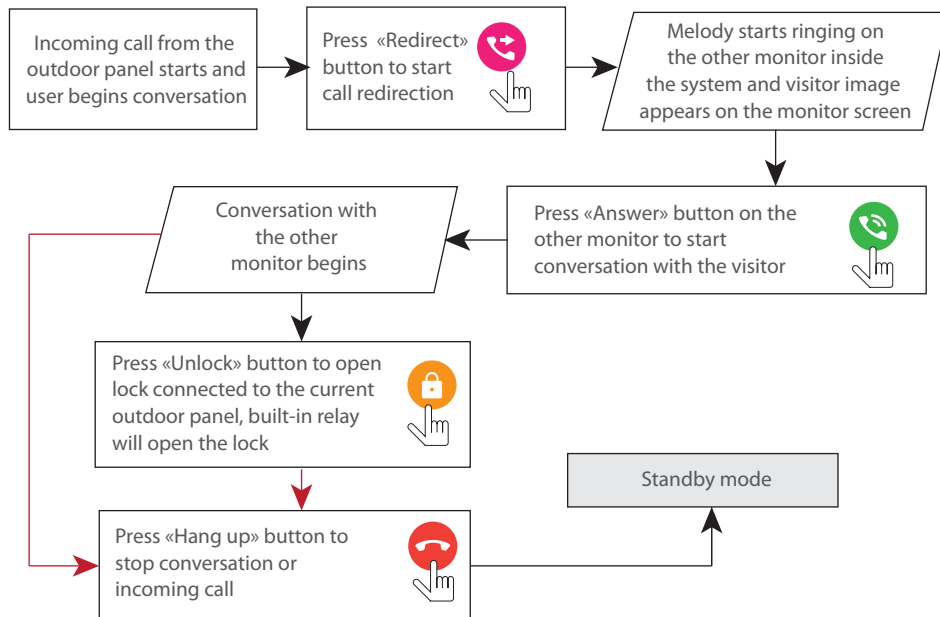 Incoming call from the
outdoor panel starts and
user begins conversation
Press «Redirect»
button to start
call redirection
Melody starts ringing on
the other monitor inside
the system and visitor image
appears on the monitor screen
Press «Answer» button on the
other monitor to start
conversation with the visitor
Conversation with
the other
monitor begins
Press «Unlock» button to open
lock connected to the current
outdoor panel, built-in relay
will open the lock
Press «Hang up» button to
stop conversation or
incoming call
Standby mode